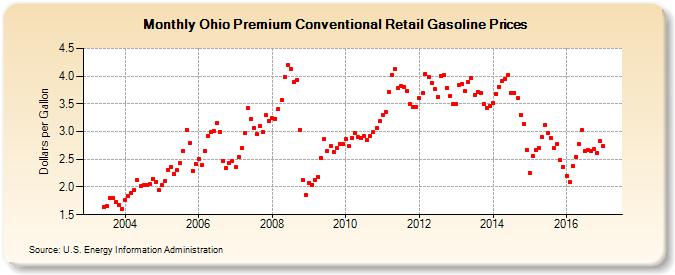 Monthly Ohio Premium Conventional Retail Gasoline Prices
Dollars per Gallon
4.5
4.0
3.5
3.0
2.5
2.0
1.5
2004 2006 2008 2010 2012 2014 2016
Source: U.S. Energy Information Administration